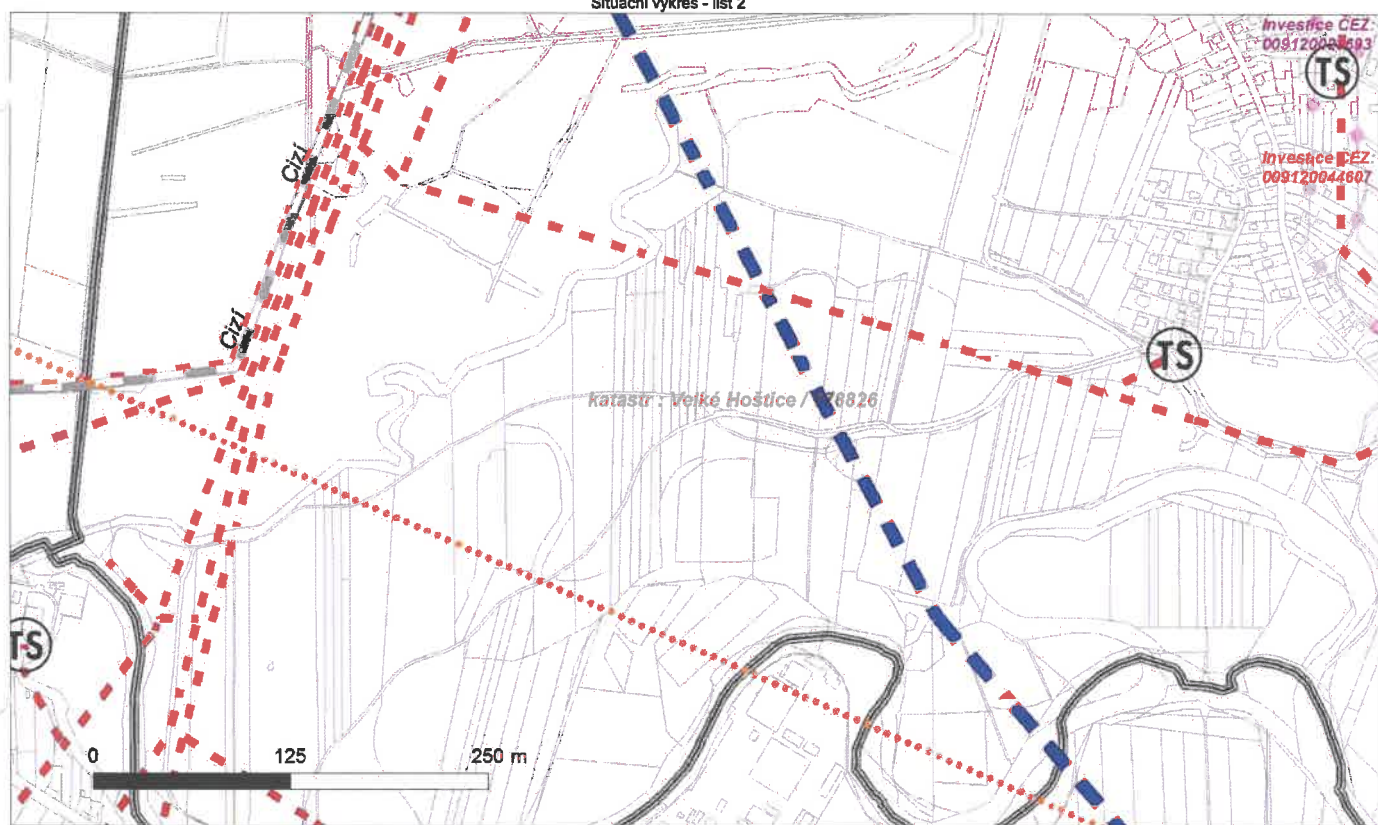 Situační výkres - list 2
Investice ČEZ:
TS
Cizí
Investice ČEZ:
009120044607
Cizí
TS
katastr : Velké Hoštice /
TS
0 125 250 m